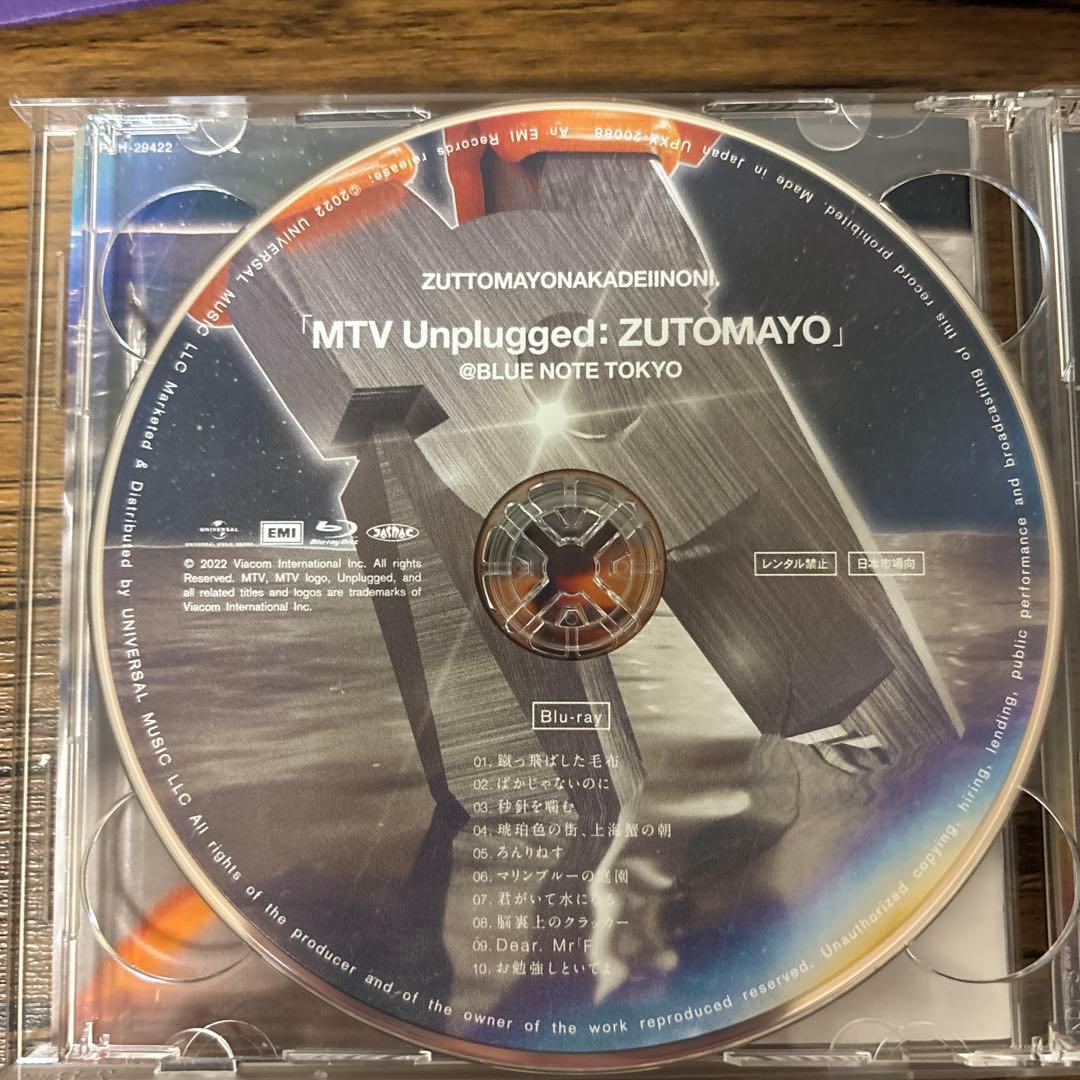 H-29422
ZUTTOMAYONAKADEIINONI.
「MTV Unplugged: ZUTOMAYO」
@BLUE NOTE TOKYO
UNIVERSAL
EMI
Blu-ray Disc
JASRAC
© 2022 Viacom International Inc. All rights
Reserved. MTV, MTV logo, Unplugged, and
all related titles and logos are trademarks of
Viacom International Inc.
レンタル禁止
日本市場向
Blu-ray
01. 蹴っ飛ばした毛布
02. ばかじゃないのに
03. 秒針を噛む
04. 琥珀色の街、上海蟹の朝
05. ろんりねす
06. マリンブルーの庭園
07. 君がいて水になる
08. 脳裏上のクラッカー
09. Dear. Mr「F」
10. お勉強しといてよ
An EMI Records release; ©2022 UNIVERSAL MUSIC LLC Marketed & Distributed by UNIVERSAL MUSIC LLC All rights of the producer and of the owner of the work reproduced reserved. Unauthorized copying, hiring, lending, public performance and broadcasting of this record prohibited. Made in Japan UPXX-20088